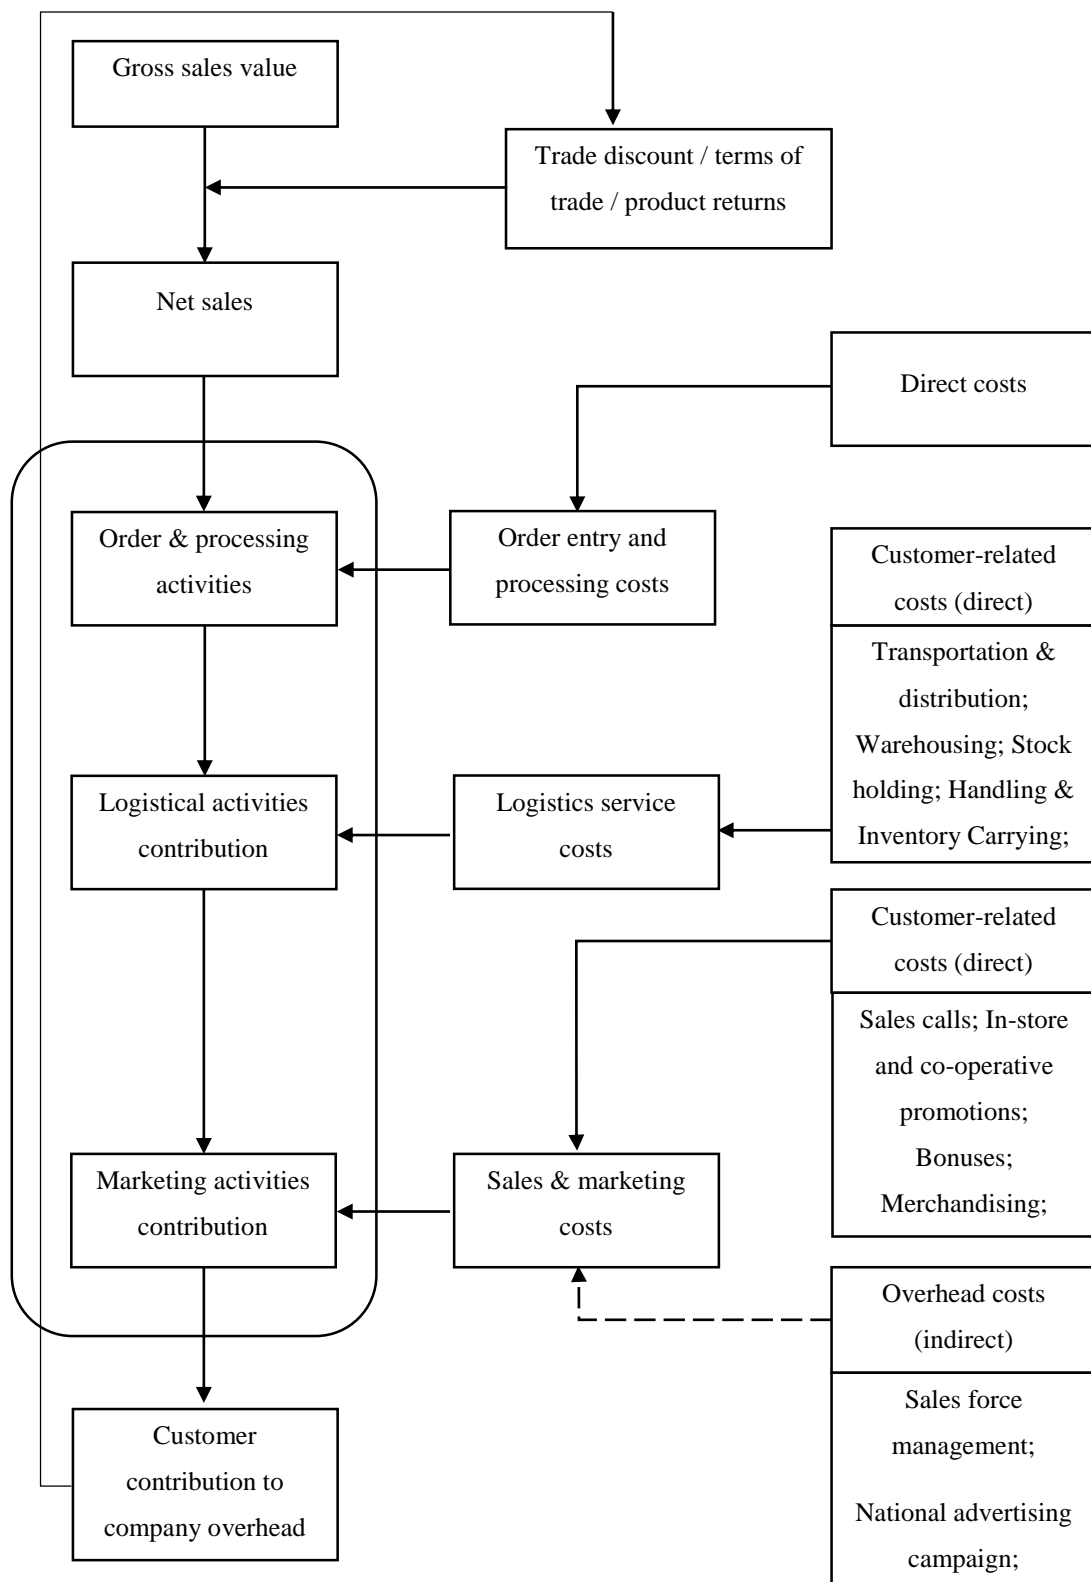 Gross sales value
Trade discount / terms of
trade / product returns
Net sales
Direct costs
Order & processing
activities
Order entry and
processing costs
Customer-related
costs (direct)
Transportation &
distribution;
Warehousing; Stock
holding; Handling &
Inventory Carrying;
Logistical activities
contribution
Logistics service
costs
Customer-related
costs (direct)
Sales calls; In-store
and co-operative
promotions;
Bonuses;
Merchandising;
Marketing activities
contribution
Sales & marketing
costs
Overhead costs
(indirect)
Sales force
management;
National advertising
campaign;
Customer
contribution to
company overhead